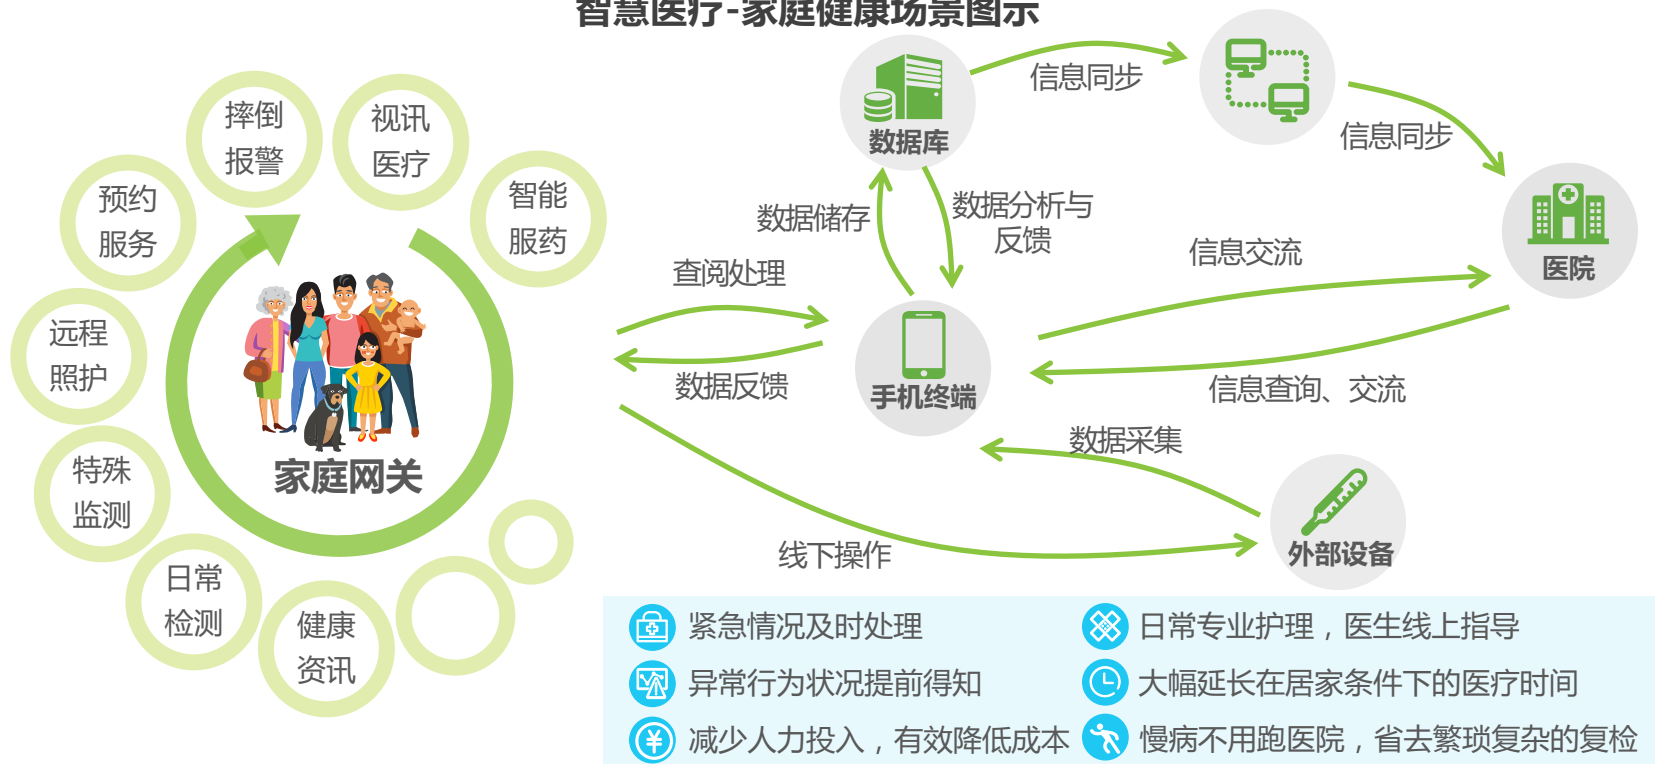 智慧医疗-家庭健康场景图示
摔倒
报警
视讯
医疗
智能
服药
预约
服务
远程
照护
特殊
监测
日常
检测
健康
资讯
家庭网关
数据库
信息同步
信息同步
医院
数据储存
数据分析与
反馈
查阅处理
数据反馈
手机终端
信息交流
信息查询、交流
数据采集
线下操作
外部设备
紧急情况及时处理
日常专业护理，医生线上指导
异常行为状况提前得知
大幅延长在居家条件下的医疗时间
减少人力投入，有效降低成本
慢病不用跑医院，省去繁琐复杂的复检